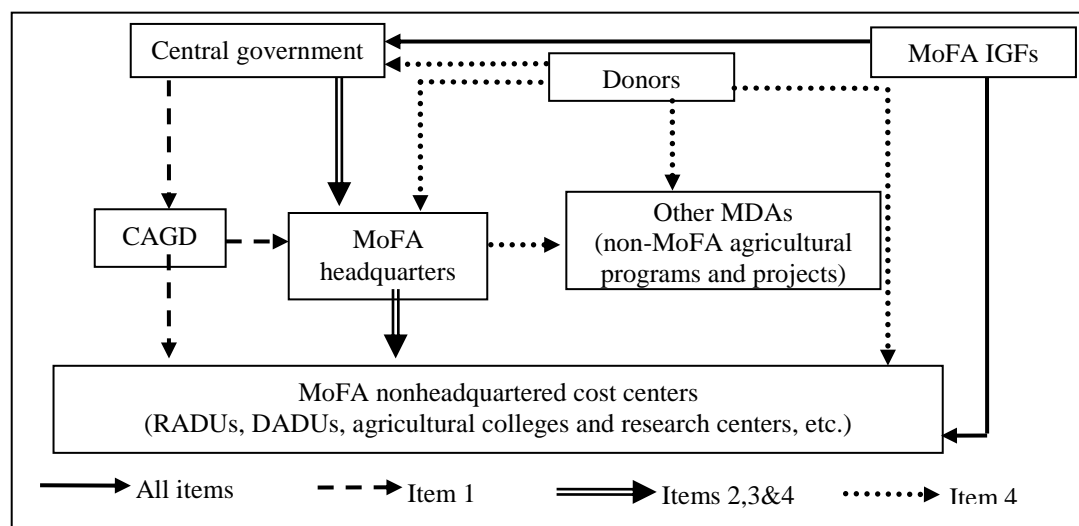 Central government
MoFA IGFs
Donors
CAGD
MoFA
headquarters
Other MDAs
(non-MoFA agricultural
programs and projects)
MoFA nonheadquartered cost centers
(RADUs, DADUs, agricultural colleges and research centers, etc.)
All items
Item 1
Items 2,3&4
Item 4